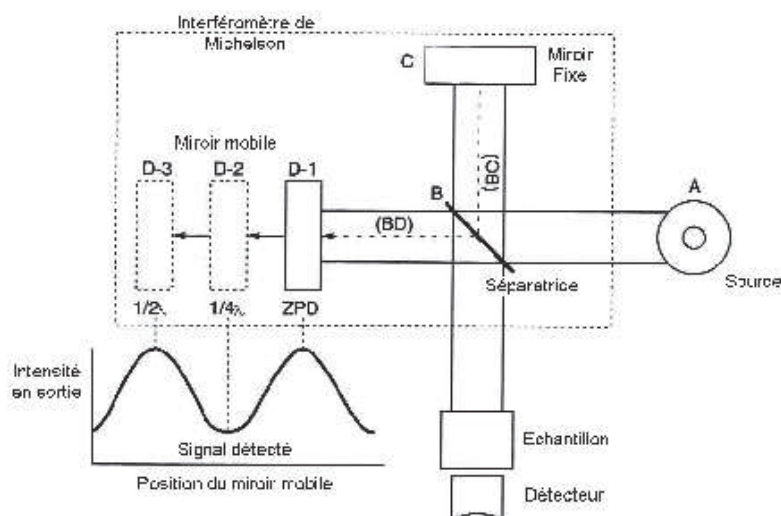 Interféromètre de
Michelson
C
Miroir
Fixe
Miroir mobile
D-3
D-2
D-1
B
(BC)
A
(BD)
Source
Séparatrice
1/2λ
1/4λ
ZPD
Intensité
en sortie
Signal détecté
Echantillon
Position du miroir mobile
Détecteur